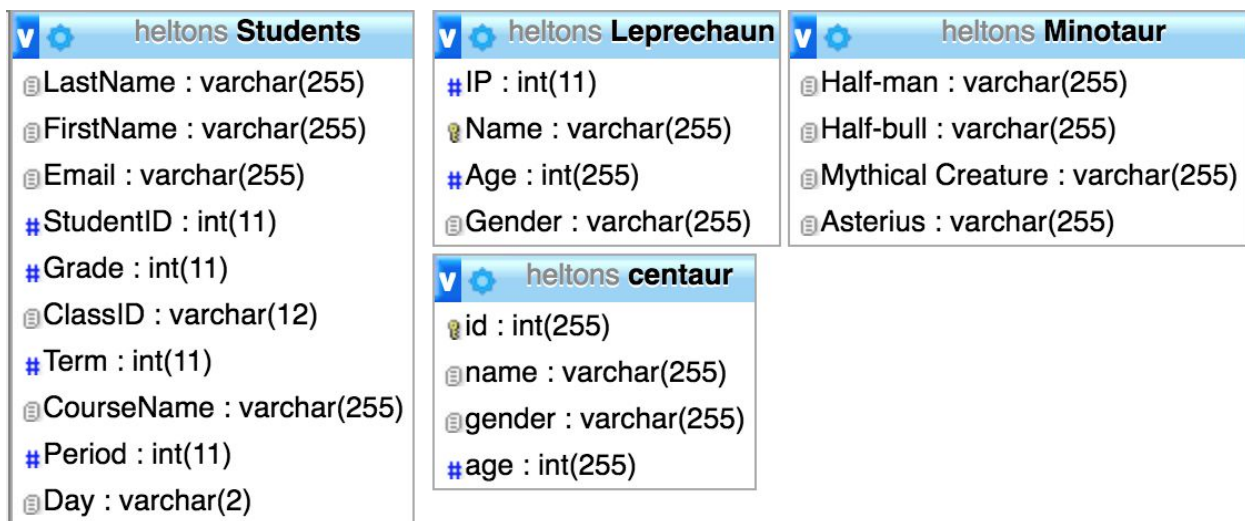 v heltons Students
LastName : varchar(255)
FirstName : varchar(255)
Email : varchar(255)
#StudentID : int(11)
#Grade : int(11)
ClassID : varchar(12)
#Term : int(11)
CourseName : varchar(255)
#Period : int(11)
Day : varchar(2)
v heltons Leprechaun
#IP : int(11)
Name : varchar(255)
#Age : int(255)
Gender : varchar(255)
v heltons centaur
id : int(255)
name : varchar(255)
gender : varchar(255)
#age : int(255)
v heltons Minotaur
Half-man : varchar(255)
Half-bull : varchar(255)
Mythical Creature : varchar(255)
Asterius : varchar(255)